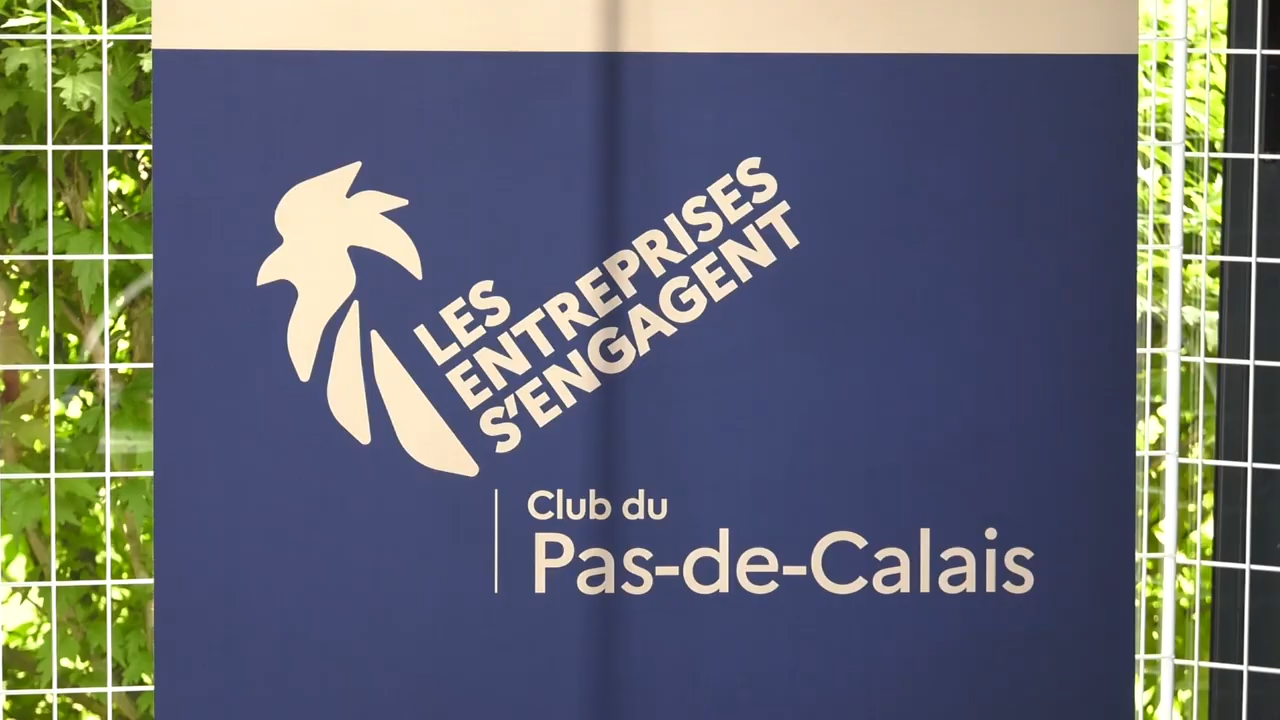 LES
ENTREPRISES
S'ENGAGENT
Club du
Pas-de-Calais